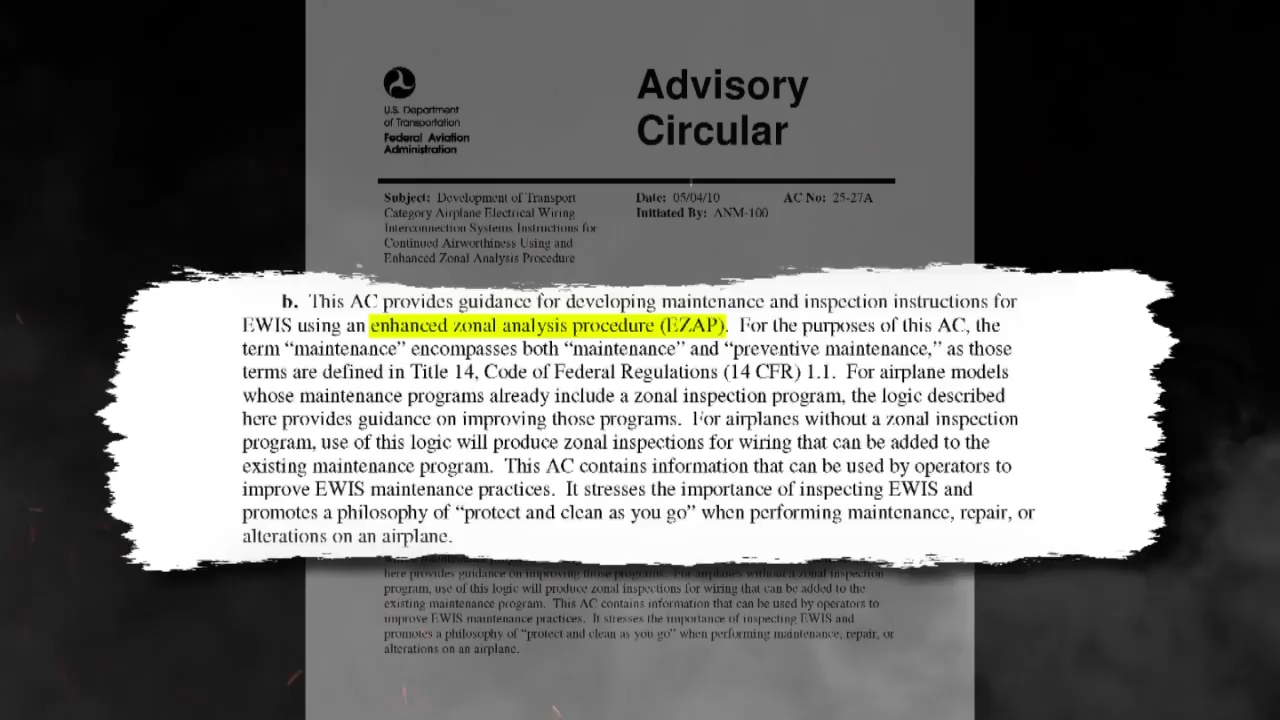 U.S. Department
of Transportation
Federal Aviation
Administration
Advisory
Circular
Subject: Development of Transport
Category Airplane Electrical Wiring
Interconnection Systems Instructions for
Continued Airworthiness Using and
Enhanced Zonal Analysis Procedure
Date: 05/04/10
AC No: 25-27A
Initiated By: ANM-100
b. This AC provides guidance for developing maintenance and inspection instructions for
EWIS using an enhanced zonal analysis procedure (EZAP). For the purposes of this AC, the
term “maintenance” encompasses both “maintenance” and “preventive maintenance,” as those
terms are defined in Title 14, Code of Federal Regulations (14 CFR) 1.1. For airplane models
whose maintenance programs already include a zonal inspection program, the logic described
here provides guidance on improving those programs. For airplanes without a zonal inspection
program, use of this logic will produce zonal inspections for wiring that can be added to the
existing maintenance program. This AC contains information that can be used by operators to
improve EWIS maintenance practices. It stresses the importance of inspecting EWIS and
promotes a philosophy of “protect and clean as you go” when performing maintenance, repair, or
alterations on an airplane.
here provides guidance on improving those programs. For airplanes without a zonal inspection
program, use of this logic will produce zonal inspections for wiring that can be added to the
existing maintenance program. This AC contains information that can be used by operators to
improve EWIS maintenance practices. It stresses the importance of inspecting EWIS and
promotes a philosophy of “protect and clean as you go” when performing maintenance, repair, or
alterations on an airplane.